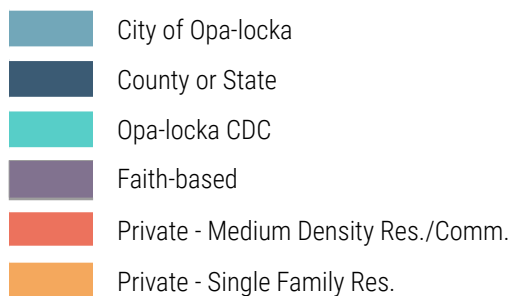 City of Opa-locka
County or State
Opa-locka CDC
Faith-based
Private - Medium Density Res./Comm.
Private - Single Family Res.